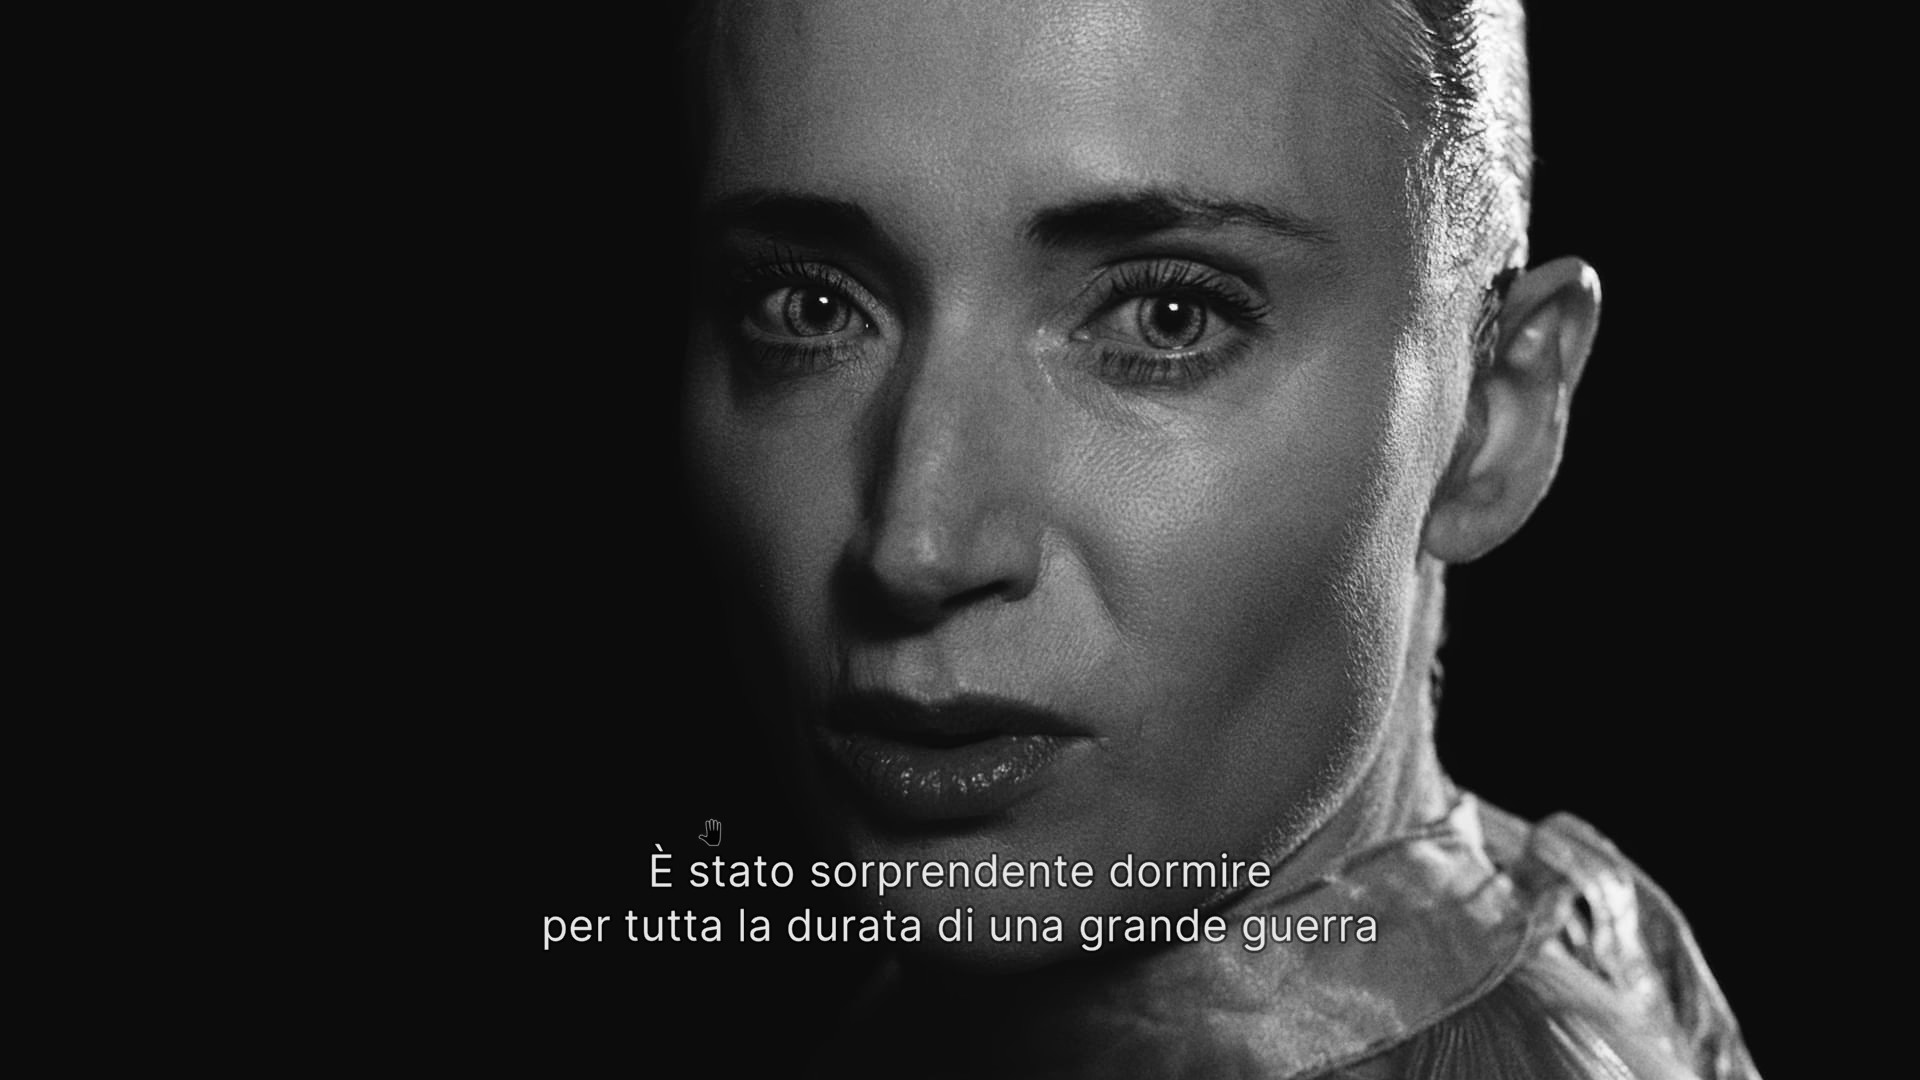 È stato sorprendente dormire
per tutta la durata di una grande guerra